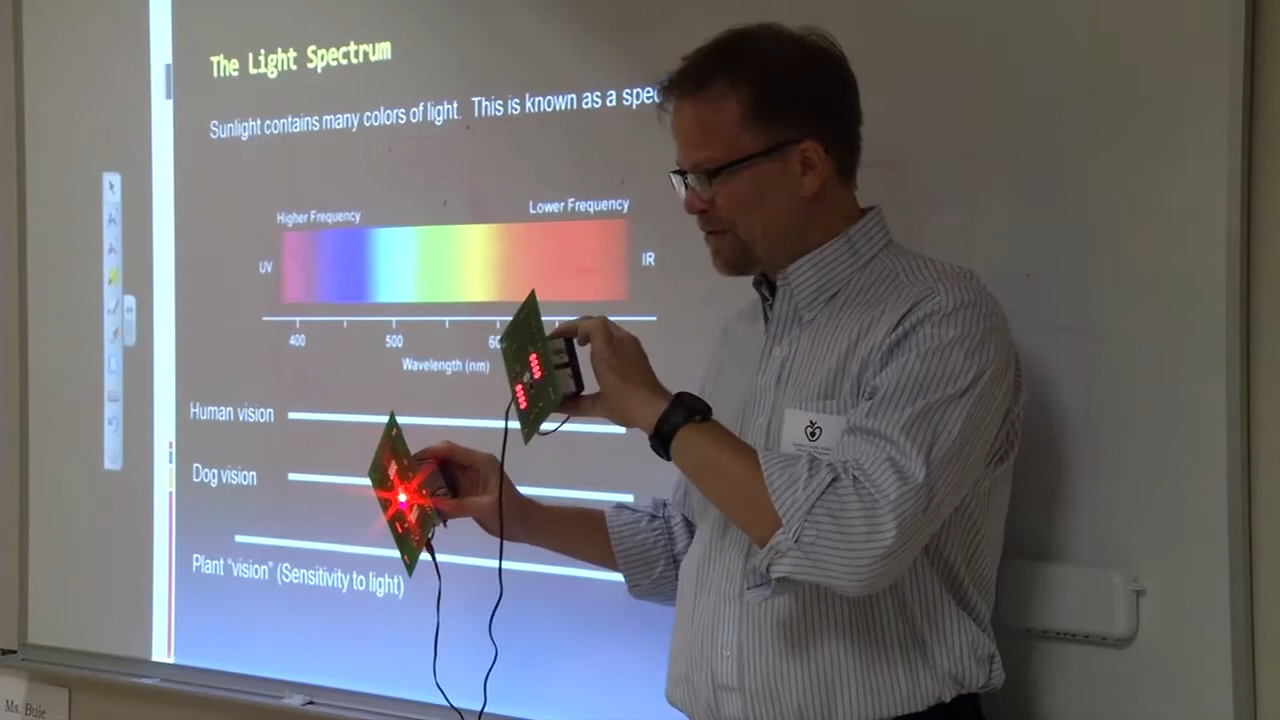 The Light Spectrum
Sunlight contains many colors of light. This is known as a spec
Higher Frequency
Lower Frequency
UV
IR
400
500
60
Wavelength (nm)
Human vision
Dog vision
Plant "vision" (Sensitivity to light)
Ms. Buie